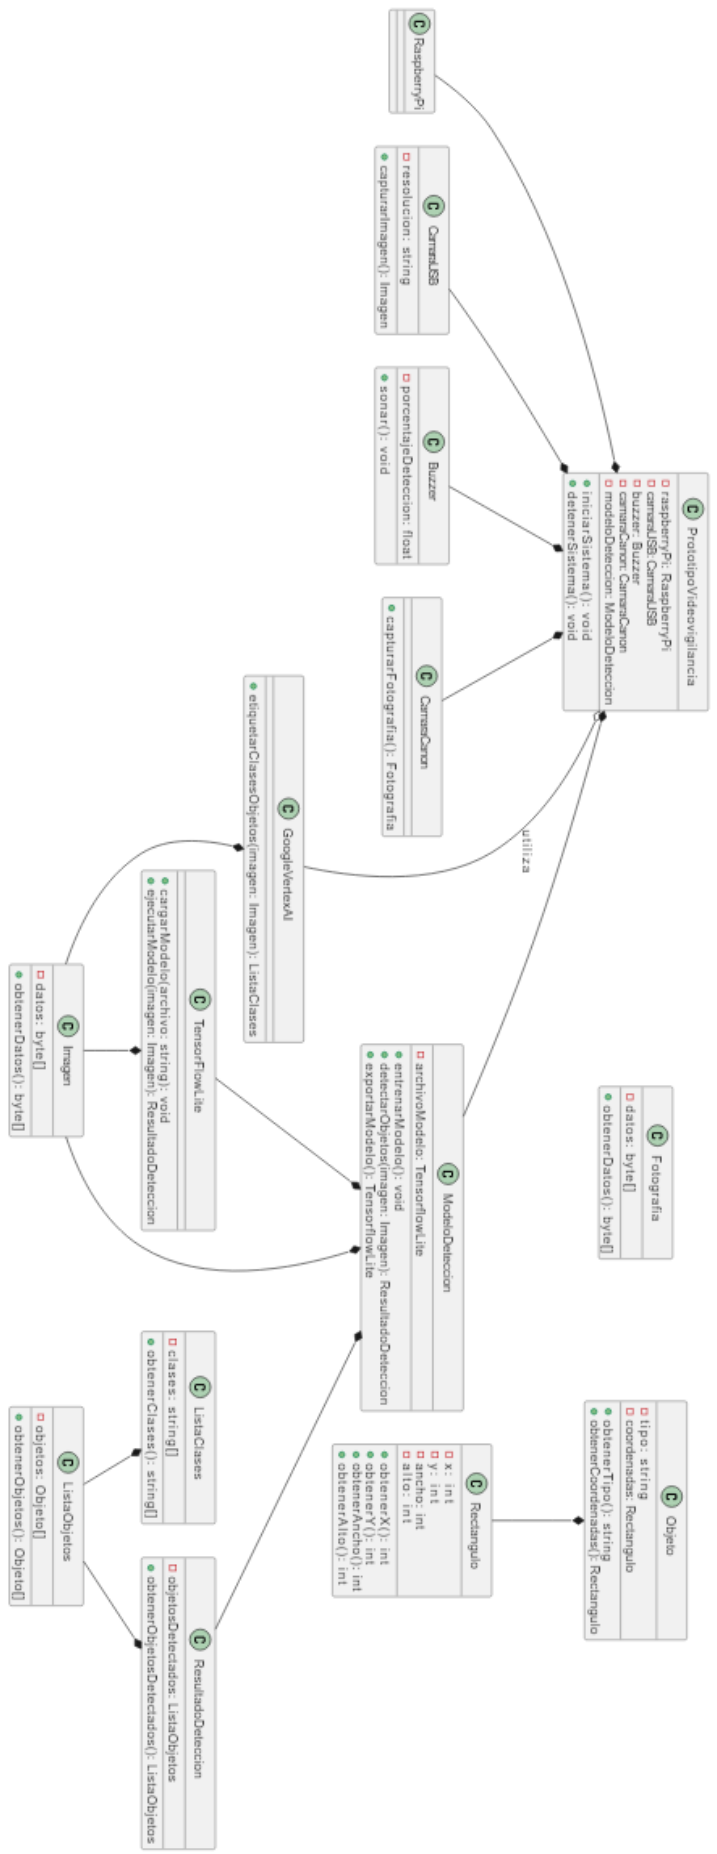 PrototipoVideovigilancia
raspberryPi: RaspberryPi
camaraUSB: CamaraUSB
buzzer: Buzzer
camaraCanon: CamaraCanon
modeloDeteccion: ModeloDeteccion
iniciarSistema(): void
detenerSistema(): void
RaspberryPi
CamaraUSB
resolucion: string
capturarImagen(): Imagen
Buzzer
porcentajeDeteccion: float
sonar(): void
CamaraCanon
capturarFotografia(): Fotografia
utiliza
Fotografia
datos: byte[]
obtenerDatos(): byte[]
Objeto
tipo: string
coordenadas: Rectangulo
obtenerTipo(): string
obtenerCoordenadas(): Rectangulo
ModeloDeteccion
archivoModelo: TensorflowLite
entrenarModelo(): void
detectarObjetos(imagen: Imagen): ResultadoDeteccion
exportarModelo(): TensorflowLite
Rectangulo
x: int
y: int
ancho: int
alto: int
obtenerX(): int
obtenerY(): int
obtenerAncho(): int
obtenerAlto(): int
GoogleVertexAI
etiquetarClasesObjetos(imagen: Imagen): ListaClases
TensorFlowLite
cargarModelo(archivo: string): void
ejecutarModelo(imagen: Imagen): ResultadoDeteccion
ListaClases
clases: string[]
obtenerClases(): string[]
ResultadoDeteccion
objetosDetectados: ListaObjetos
obtenerObjetosDetectados(): ListaObjetos
Imagen
datos: byte[]
obtenerDatos(): byte[]
ListaObjetos
objetos: Objeto[]
obtenerObjetos(): Objeto[]